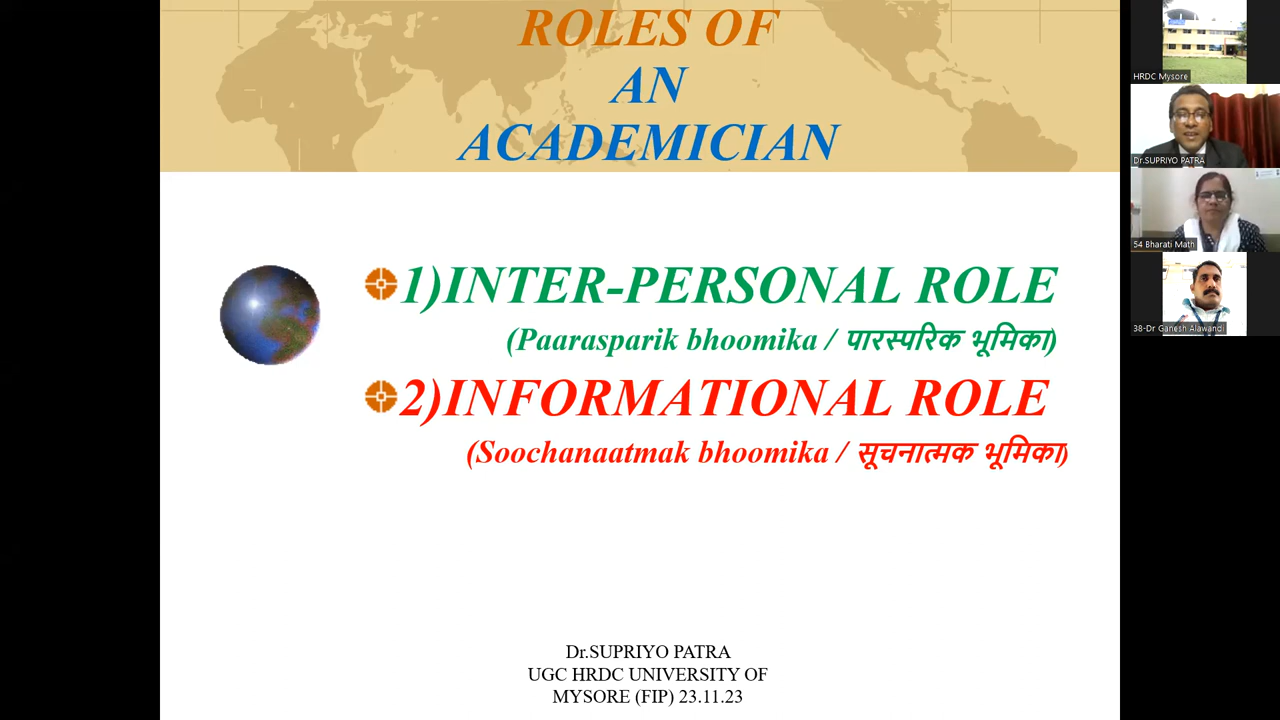 ROLES OF
AN
ACADEMICIAN
1)INTER-PERSONAL ROLE
(Paarasparik bhoomika / पारस्परिक भूमिका)
2)INFORMATIONAL ROLE
(Soochanaatmak bhoomika / सूचनात्मक भूमिका)
Dr.SUPRIYO PATRA
UGC HRDC UNIVERSITY OF
MYSORE (FIP) 23.11.23
HRDC Mysore
Dr.SUPRIYO PATRA
54 Bharati Math
38-Dr Ganesh Alawandi